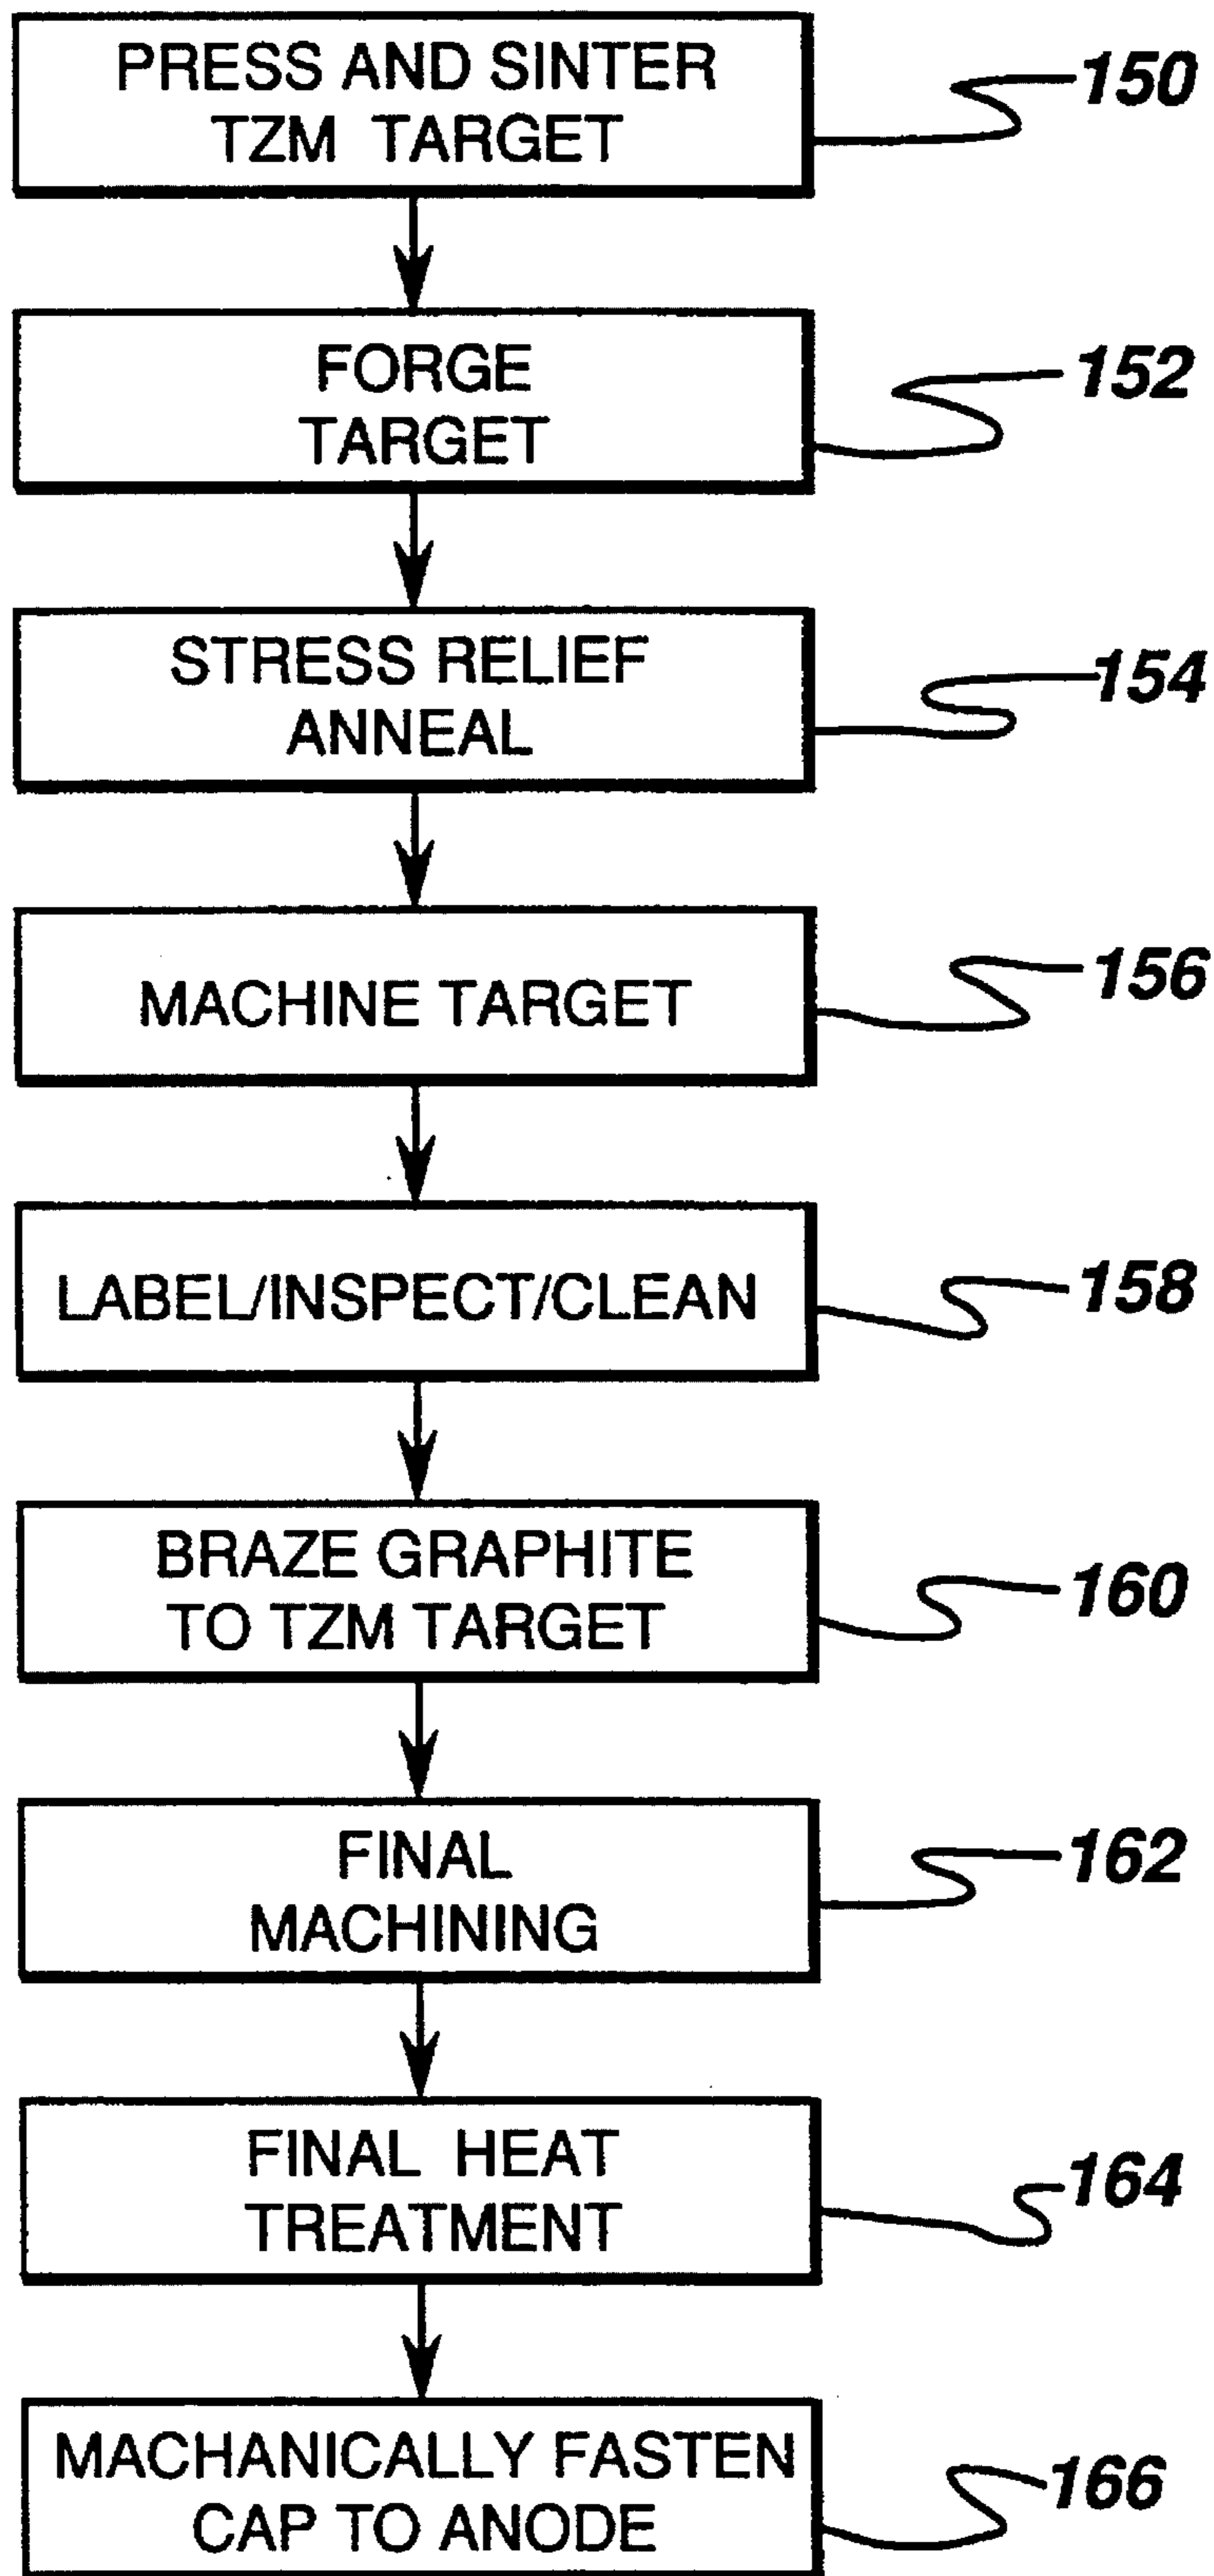 PRESS AND SINTER
TZM TARGET
150
FORGE
TARGET
152
STRESS RELIEF
ANNEAL
154
MACHINE TARGET
156
LABEL/INSPECT/CLEAN
158
BRAZE GRAPHITE
TO TZM TARGET
160
FINAL
MACHINING
162
FINAL HEAT
TREATMENT
164
MACHANICALLY FASTEN
CAP TO ANODE
166